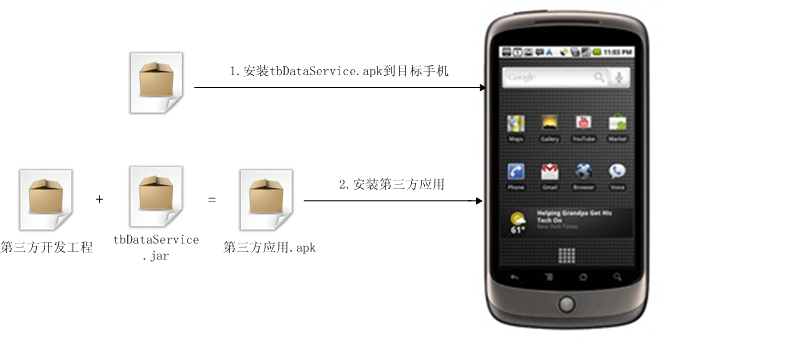 1.安装tbDataService.apk到目标手机
第三方开发工程
+
tbDataService
.jar
=
第三方应用.apk
2.安装第三方应用
11:03 PM
Google
Maps
Gallery
YouTube
Market
Phone
Gmail
Browser
Voice
61°
Helping Grandpa Get His
Tech On
New York Times